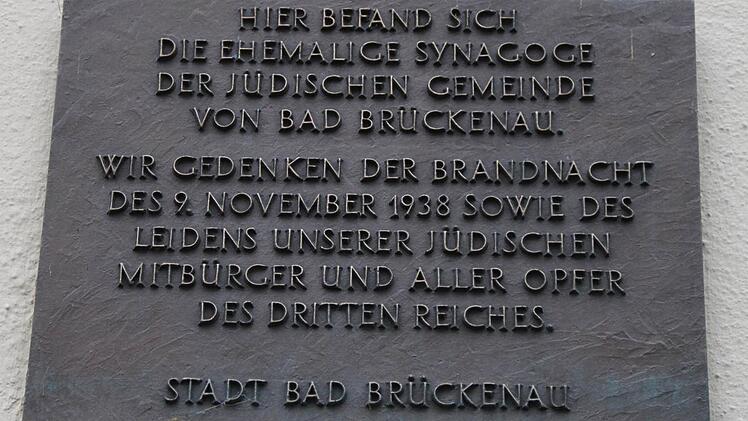 HIER BEFAND SICH
DIE EHEMALIGE SYNAGOGE
DER JÜDISCHEN GEMEINDE
VON BAD BRÜCKENAU.
WIR GEDENKEN DER BRANDNACHT
DES 9. NOVEMBER 1938 SOWIE DES
LEIDENS UNSERER JÜDISCHEN
MITBÜRGER UND ALLER OPFER
DES DRITTEN REICHES.
STADT BAD BRÜCKENAU